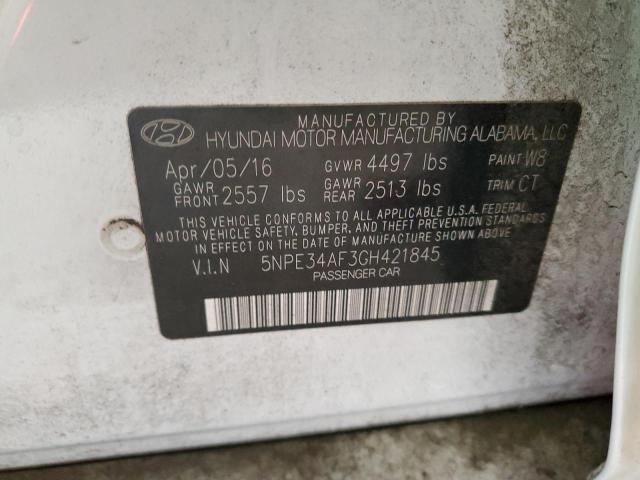 MANUFACTURED BY
HYUNDAI MOTOR MANUFACTURING ALABAMA, LLC
Apr/05/16 GVWR 4497 lbs PAINT W8
GAWR FRONT 2557 lbs GAWR REAR 2513 lbs TRIM CT
THIS VEHICLE CONFORMS TO ALL APPLICABLE U.S.A. FEDERAL
MOTOR VEHICLE SAFETY, BUMPER, AND THEFT PREVENTION STANDARDS
IN EFFECT ON THE DATE OF MANUFACTURE SHOWN ABOVE.
V.I.N 5NPE34AF3GH421845
PASSENGER CAR